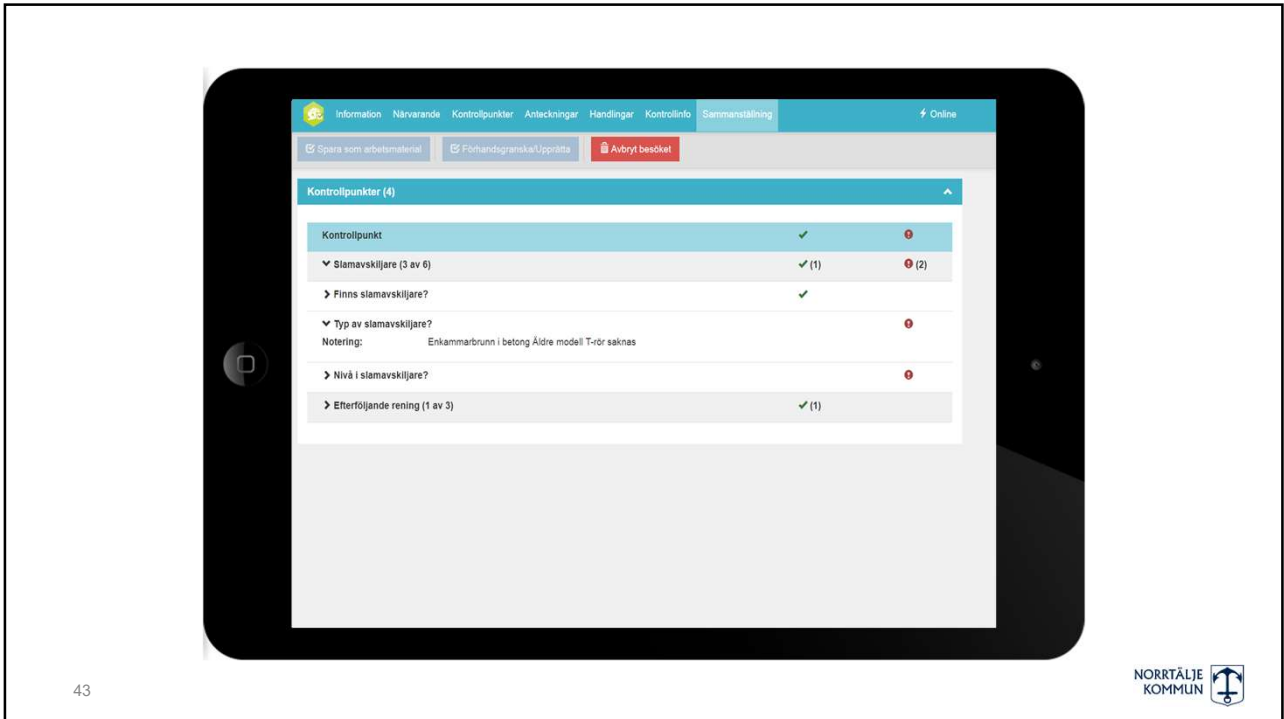 Information Närvarande Kontrollpunkter Anteckningar Handlingar Kontrollinfo Sammanställning Online
Spara som arbetsmaterial Förhandsgranska/Upprätta Avbryt besöket
Kontrollpunkter (4)
Kontrollpunkt
Slamavskiljare (3 av 6) (1) (2)
Finns slamavskiljare?
Typ av slamavskiljare?
Notering: Enkammarbrunn i betong Äldre modell T-rör saknas
Nivå i slamavskiljare?
Efterföljande rening (1 av 3) (1)
43
NORRTÄLJE
KOMMUN